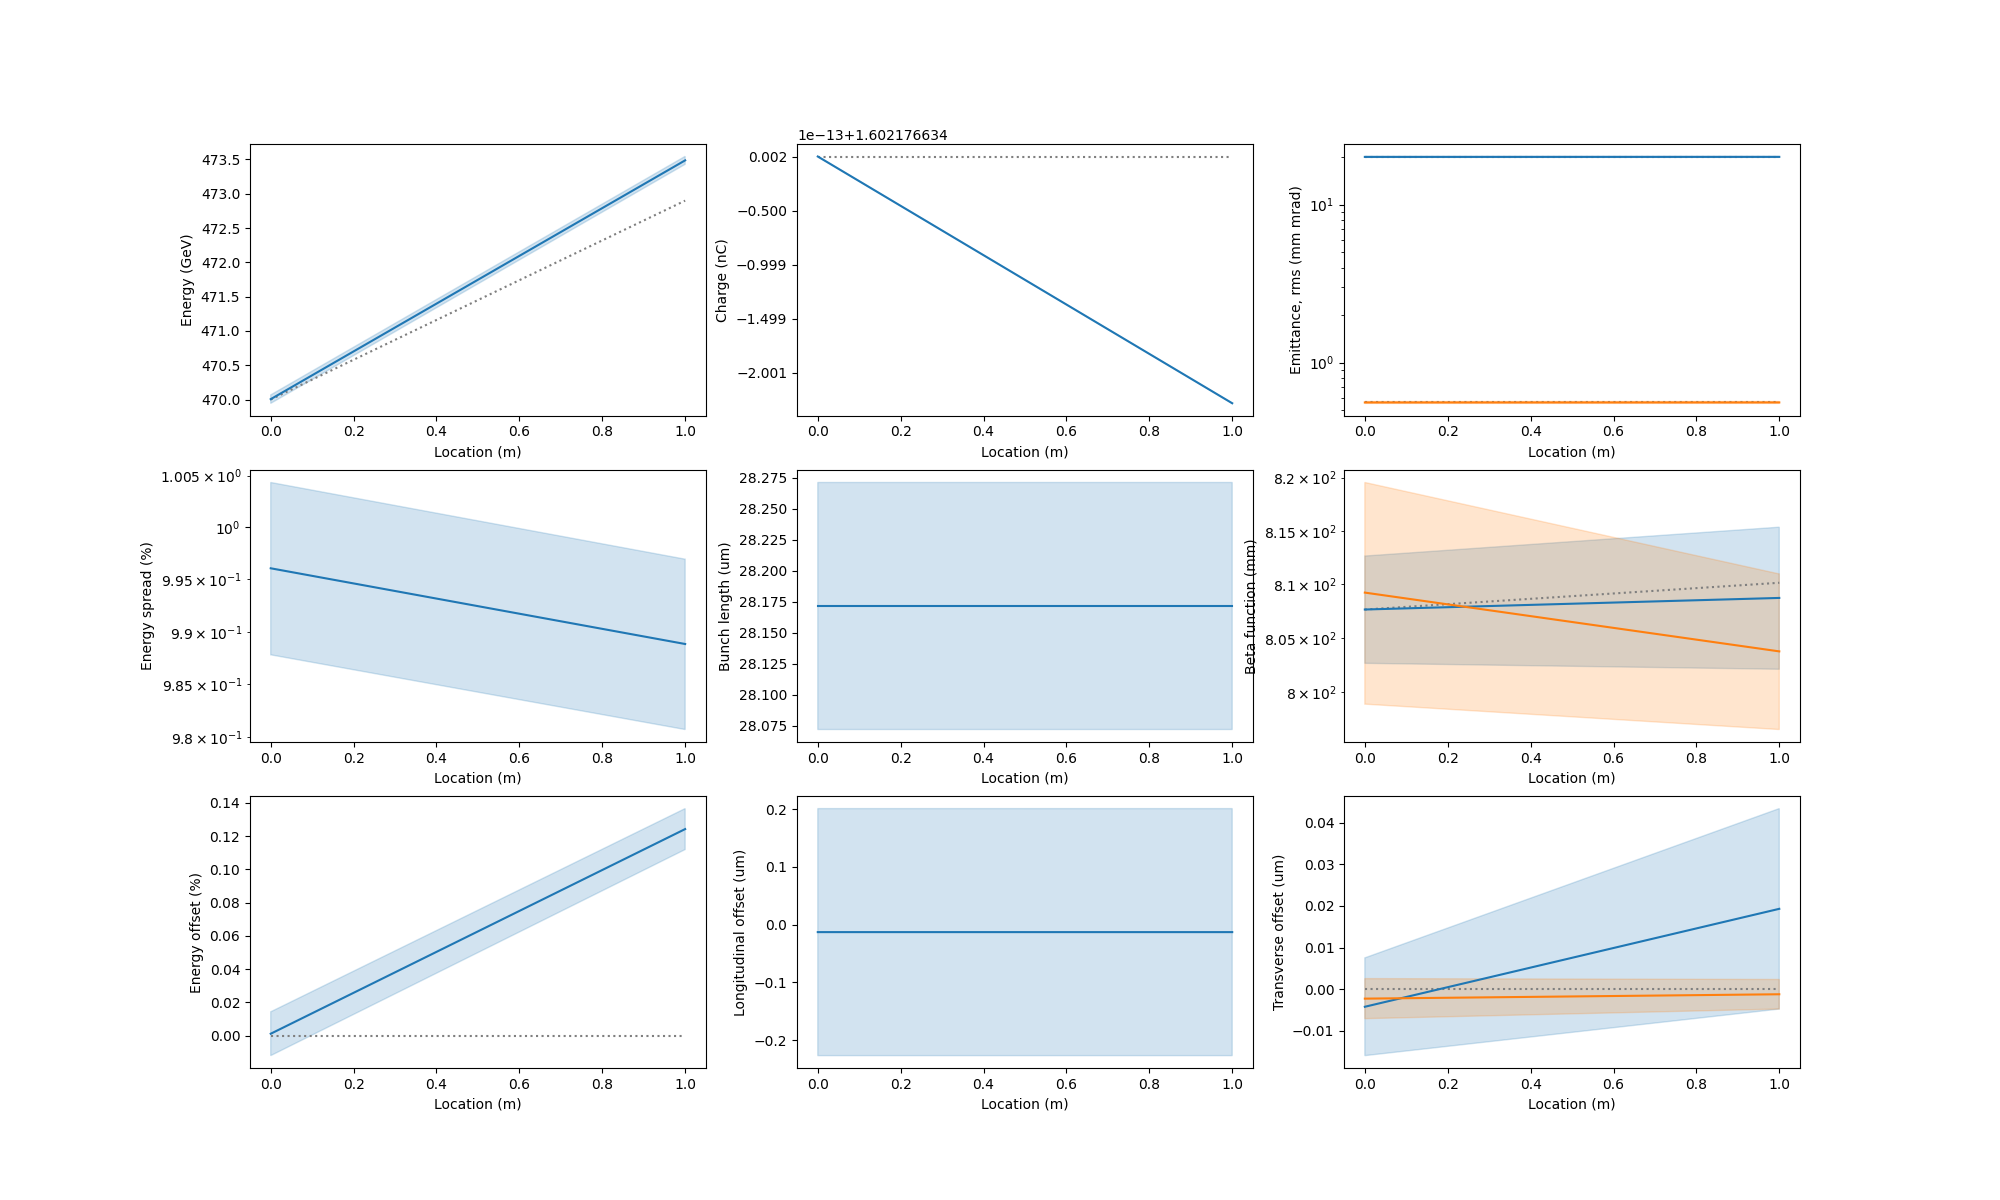 Energy (GeV)
473.5
473.0
472.5
472.0
471.5
471.0
470.5
470.0
0.0 0.2 0.4 0.6 0.8 1.0
Location (m)
1e−13+1.602176634
Charge (nC)
0.002
−0.500
−0.999
−1.499
−2.001
0.0 0.2 0.4 0.6 0.8 1.0
Location (m)
Emittance, rms (mm mrad)
10¹
10⁰
0.0 0.2 0.4 0.6 0.8 1.0
Location (m)
Energy spread (%)
1.005 × 10⁰
10⁰
9.95 × 10⁻¹
9.9 × 10⁻¹
9.85 × 10⁻¹
9.8 × 10⁻¹
0.0 0.2 0.4 0.6 0.8 1.0
Location (m)
Bunch length (um)
28.275
28.250
28.225
28.200
28.175
28.150
28.125
28.100
28.075
0.0 0.2 0.4 0.6 0.8 1.0
Location (m)
Beta function (mm)
8.2 × 10²
8.15 × 10²
8.1 × 10²
8.05 × 10²
8 × 10²
0.0 0.2 0.4 0.6 0.8 1.0
Location (m)
Energy offset (%)
0.14
0.12
0.10
0.08
0.06
0.04
0.02
0.00
0.0 0.2 0.4 0.6 0.8 1.0
Location (m)
Longitudinal offset (um)
0.2
0.1
0.0
−0.1
−0.2
0.0 0.2 0.4 0.6 0.8 1.0
Location (m)
Transverse offset (um)
0.04
0.03
0.02
0.01
0.00
−0.01
0.0 0.2 0.4 0.6 0.8 1.0
Location (m)